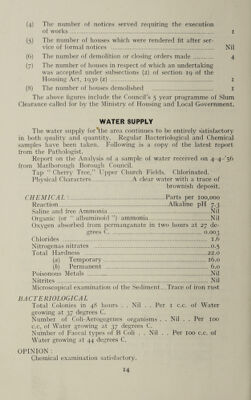 (4) The number of notices served requiring the execution
of works ... 2
(5) The number of houses which were rendered fit after ser-
vice of formal notices ... Nil
(6) The number of demolition or closing orders made ... 4
(7) The number of houses in respect of which an undertaking
was accepted under subsections (2) of section 19 of the
Housing Act, 1930 (2) ... 2
(8) The number of houses demolished
The above figures include the Council's 5 year programme of Slum
Clearance called for by the Ministry of Housing and Local Government.
WATER SUPPLY
The water supply for the area continues to be entirely satisfactory
in both quality and quantity. Regular Bacteriological and Chemical
samples have been taken. Following is a copy of the latest report
from the Pathologist.
Report on the Analysis of a sample of water received on 4-4-'56
from Marlborough Borough Council.
Tap " Cherry Tree," Upper Church Fields. Chlorinated.
Physical Characters ... A clear water with a trace of
brownish deposit.
CHEMICAL: Parts per 100,000
Reaction ... Alkaline pH 7.3
Saline and free Ammonia ... Nil
Organic (or " albuminoid ") ammonia ... Nil
Oxygen absorbed from permanganate in two hours at 27 de-
grees C. ... 0.003
Chlorides ... 1.6
Nitrogenas nitrates ... 0.5
Total Hardness ... 22.0
(a) Temporary ... 16.0
(b) Permanent ... 6.0
Poisonous Metals ... Nil
Nitrites ... Nil
Microscopical examination of the Sediment...Trace of iron rust
BACTERIOLOGICAL
Total Colonies in 48 hours . . Nil . . Per 1 c.c. of Water
growing at 37 degrees C.
Number of Coli-Aerogogenes organisms . . Nil . . Per 100
c.c. of Water growing at 37 degrees C.
Number of Faecal types of B Coli . . Nil . . Per 100 c.c. of
Water growing at 44 degrees C.
OPINION:
Chemical examination satisfactory.
14